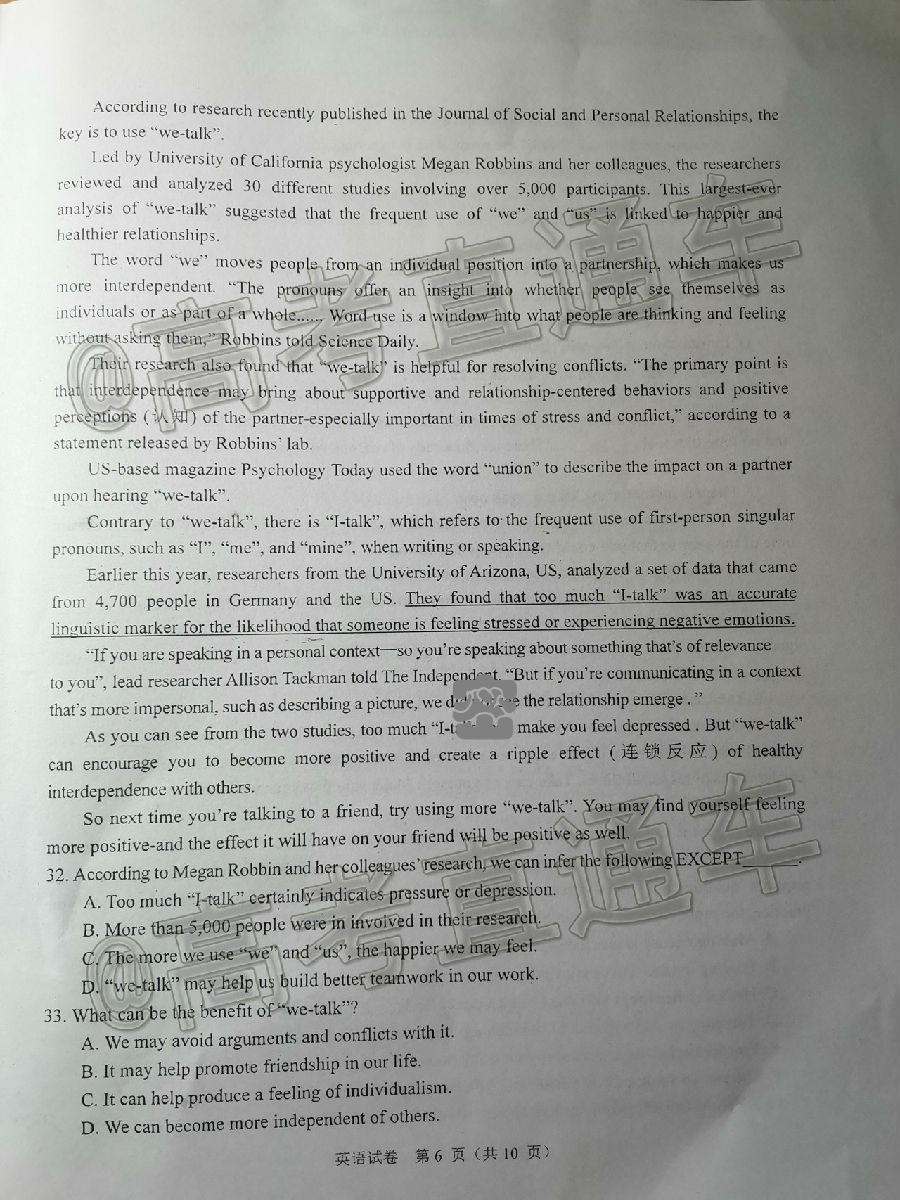 According to research recently published in the Journal of Social and Personal Relationships, the
key is to use “we-talk”.
Led by University of California psychologist Megan Robbins and her colleagues, the researchers
reviewed and analyzed 30 different studies involving over 5,000 participants. This largest-ever
analysis of “we-talk” suggested that the frequent use of “we” and “us” is linked to happier and
healthier relationships.
The word “we” moves people from an individual position into a partnership, which makes us
more interdependent. “The pronouns offer an insight into whether people see themselves as
individuals or as part of a whole...... Word use is a window into what people are thinking and feeling
without asking them,” Robbins told Science Daily.
Their research also found that “we-talk” is helpful for resolving conflicts. “The primary point is
that interdependence may bring about supportive and relationship-centered behaviors and positive
perceptions (认知) of the partner-especially important in times of stress and conflict,” according to a
statement released by Robbins’ lab.
US-based magazine Psychology Today used the word “union” to describe the impact on a partner
upon hearing “we-talk”.
Contrary to “we-talk”, there is “I-talk”, which refers to the frequent use of first-person singular
pronouns, such as “I”, “me”, and “mine”, when writing or speaking.
Earlier this year, researchers from the University of Arizona, US, analyzed a set of data that came
from 4,700 people in Germany and the US. They found that too much “I-talk” was an accurate
linguistic marker for the likelihood that someone is feeling stressed or experiencing negative emotions.
“If you are speaking in a personal context—so you’re speaking about something that’s of relevance
to you”, lead researcher Allison Tackman told The Independent. “But if you’re communicating in a context
that’s more impersonal, such as describing a picture, we the relationship emerge . ”
As you can see from the two studies, too much make you feel depressed . But “we-talk”
can encourage you to become more positive and create a ripple effect (连锁反应) of healthy
interdependence with others.
So next time you’re talking to a friend, try using more “we-talk”. You may find yourself feeling
more positive-and the effect it will have on your friend will be positive as well.
32. According to Megan Robbin and her colleagues’ research, we can infer the following EXCEPT______.
A. Too much “I-talk” certainly indicates pressure or depression.
B. More than 5,000 people were in involved in their research.
C. The more we use “we” and “us”, the happier we may feel.
D. “we-talk” may help us build better teamwork in our work.
33. What can be the benefit of “we-talk”?
A. We may avoid arguments and conflicts with it.
B. It may help promote friendship in our life.
C. It can help produce a feeling of individualism.
D. We can become more independent of others.
英语试卷 第 6 页（共 10 页）
@高考直通车
@高考直通车